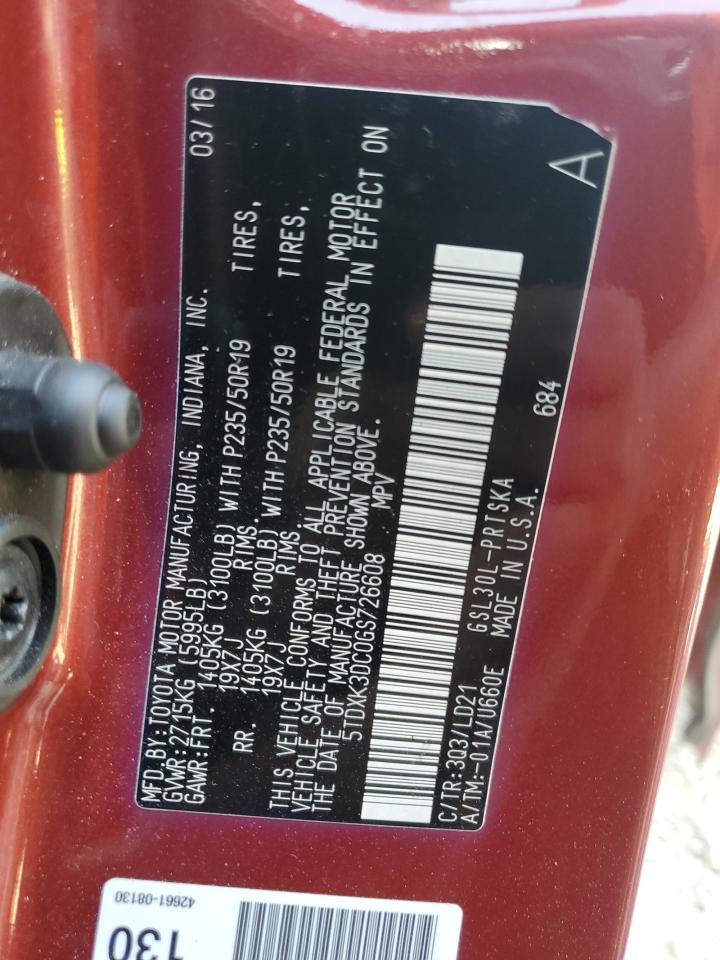 MFD. BY: TOYOTA MOTOR MANUFACTURING, INDIANA, INC. 03/16
GVWR: 2715KG (5995LB)
GAWR: FRT. 1405KG (3100LB) WITH P235/50R19 TIRES,
19X7J RIMS.
RR. 1405KG (3100LB) WITH P235/50R19 TIRES,
19X7J RIMS
THIS VEHICLE CONFORMS TO ALL APPLICABLE FEDERAL MOTOR
VEHICLE SAFETY AND THEFT PREVENTION STANDARDS IN EFFECT ON
THE DATE OF MANUFACTURE SHOWN ABOVE.
5TDXK3DC0GS726608 MPV
C/TR: 3Q3/LD21 GSL30L-PRTSKA 684
A/TM: -01A/U660E MADE IN U.S.A.
A
42661-08130
130